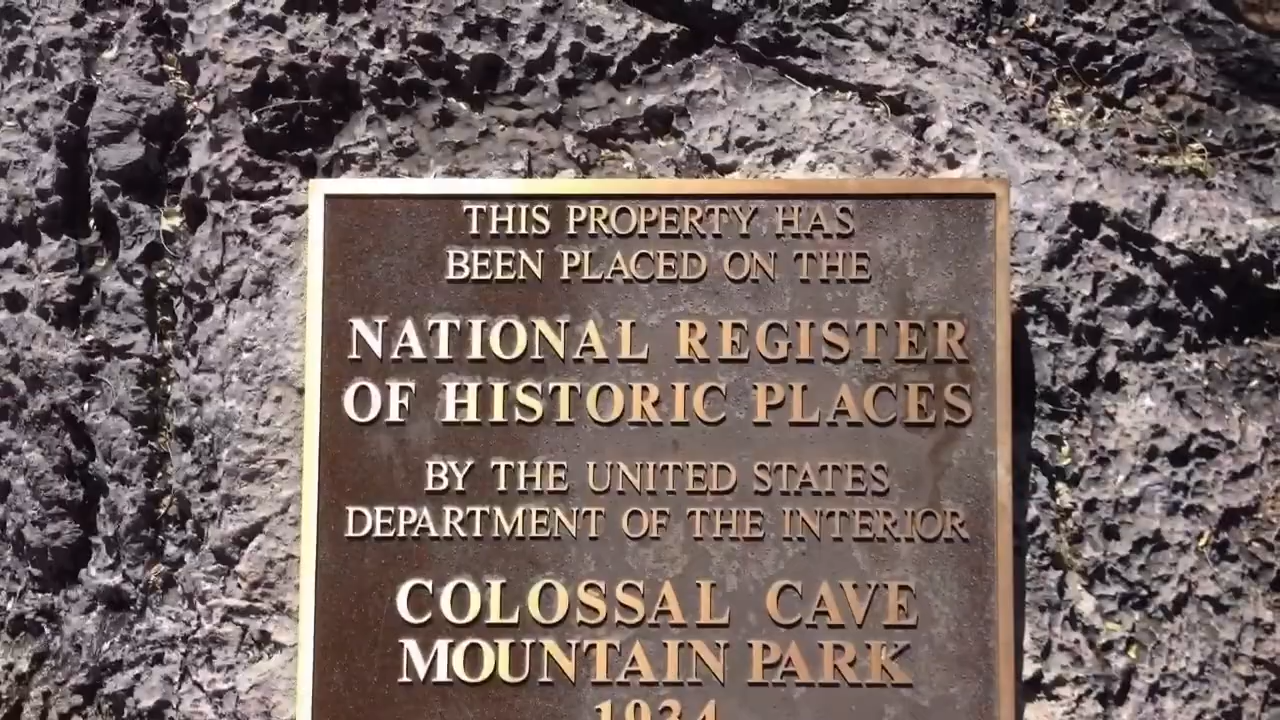 THIS PROPERTY HAS
BEEN PLACED ON THE
NATIONAL REGISTER
OF HISTORIC PLACES
BY THE UNITED STATES
DEPARTMENT OF THE INTERIOR
COLOSSAL CAVE
MOUNTAIN PARK
1934